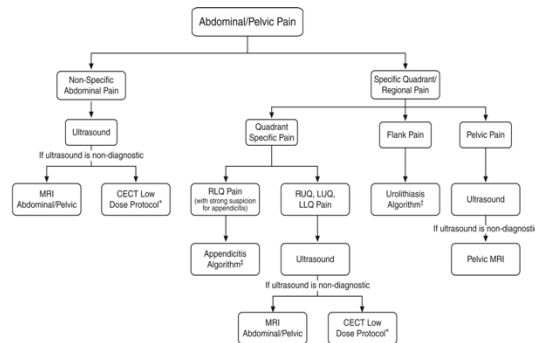 Abdominal/Pelvic Pain
Non-Specific
Abdominal
Pain
Specific Quadrant/
Regional Pain
Ultrasound
If ultrasound is non-diagnostic
MRI
Abdominal/Pelvic
CECT Low
Dose Protocol*
Quadrant
Specific Pain
Flank Pain
Pelvic Pain
RLQ Pain
(with strong suspicion
for appendicitis)
RUQ, LUQ,
LLQ Pain
Urolithiasis
Algorithm†
Ultrasound
If ultrasound is non-diagnostic
Pelvic MRI
Appendicitis
Algorithm‡
Ultrasound
If ultrasound is non-diagnostic
MRI
Abdominal/Pelvic
CECT Low
Dose Protocol*